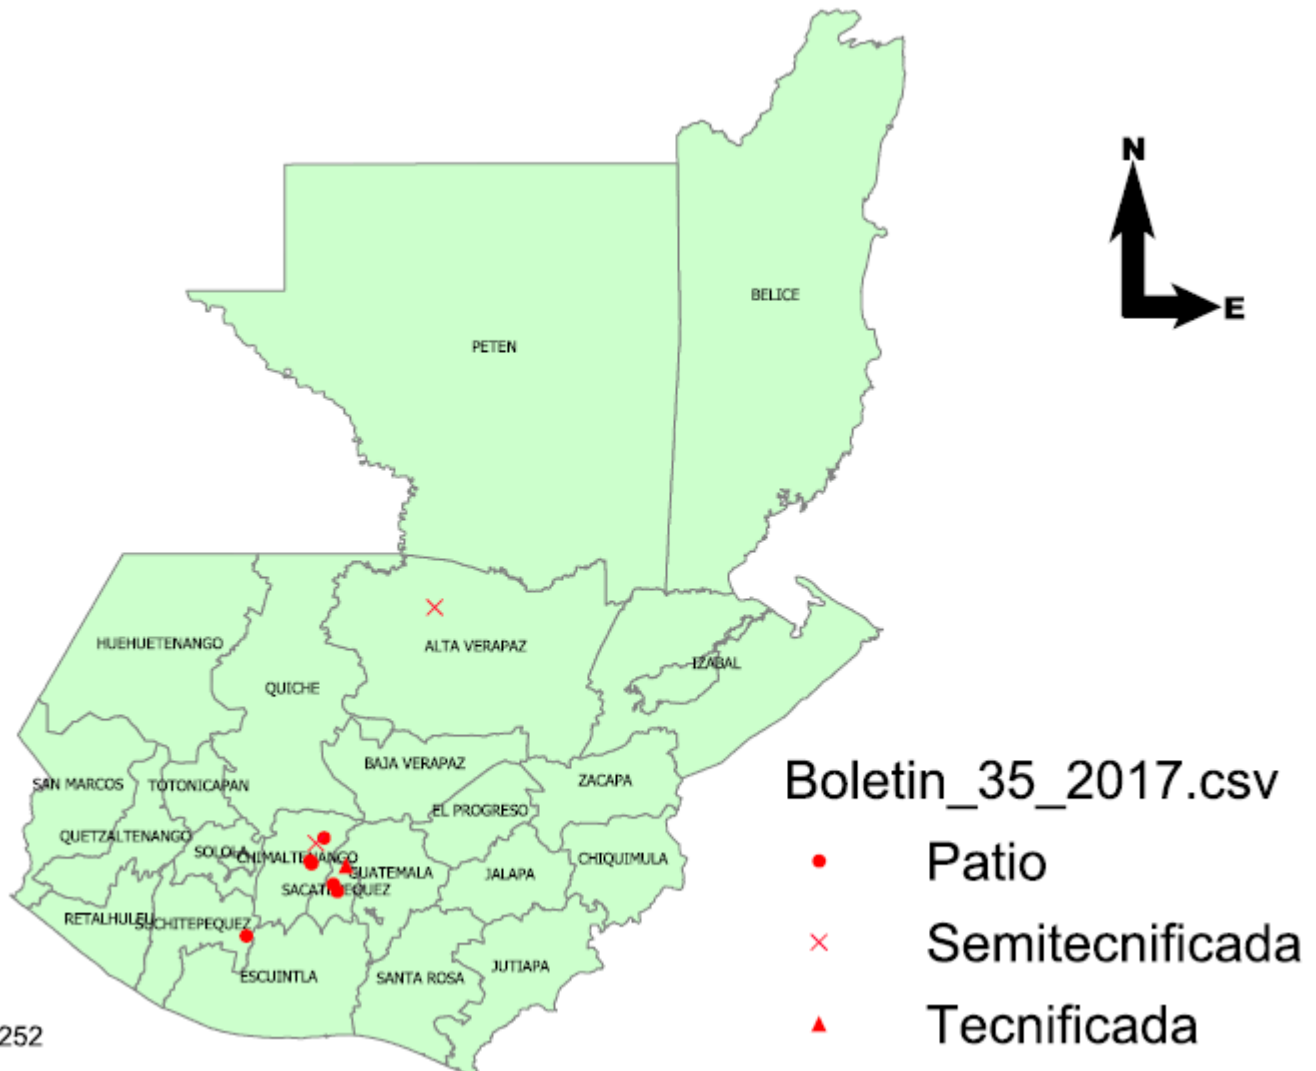 N
E
BELICE
PETEN
HUEHUETENANGO
ALTA VERAPAZ
IZABAL
QUICHE
BAJA VERAPAZ
SAN MARCOS
TOTONICAPAN
ZACAPA
EL PROGRESO
QUETZALTENANGO
SOLOLA
CHIMALTENANGO
GUATEMALA
JALAPA
CHIQUIMULA
SACATEPEQUEZ
RETALHULEU
SUCHITEPEQUEZ
ESCUINTLA
SANTA ROSA
JUTIAPA
Boletin_35_2017.csv
Patio
Semitecnificada
Tecnificada
252